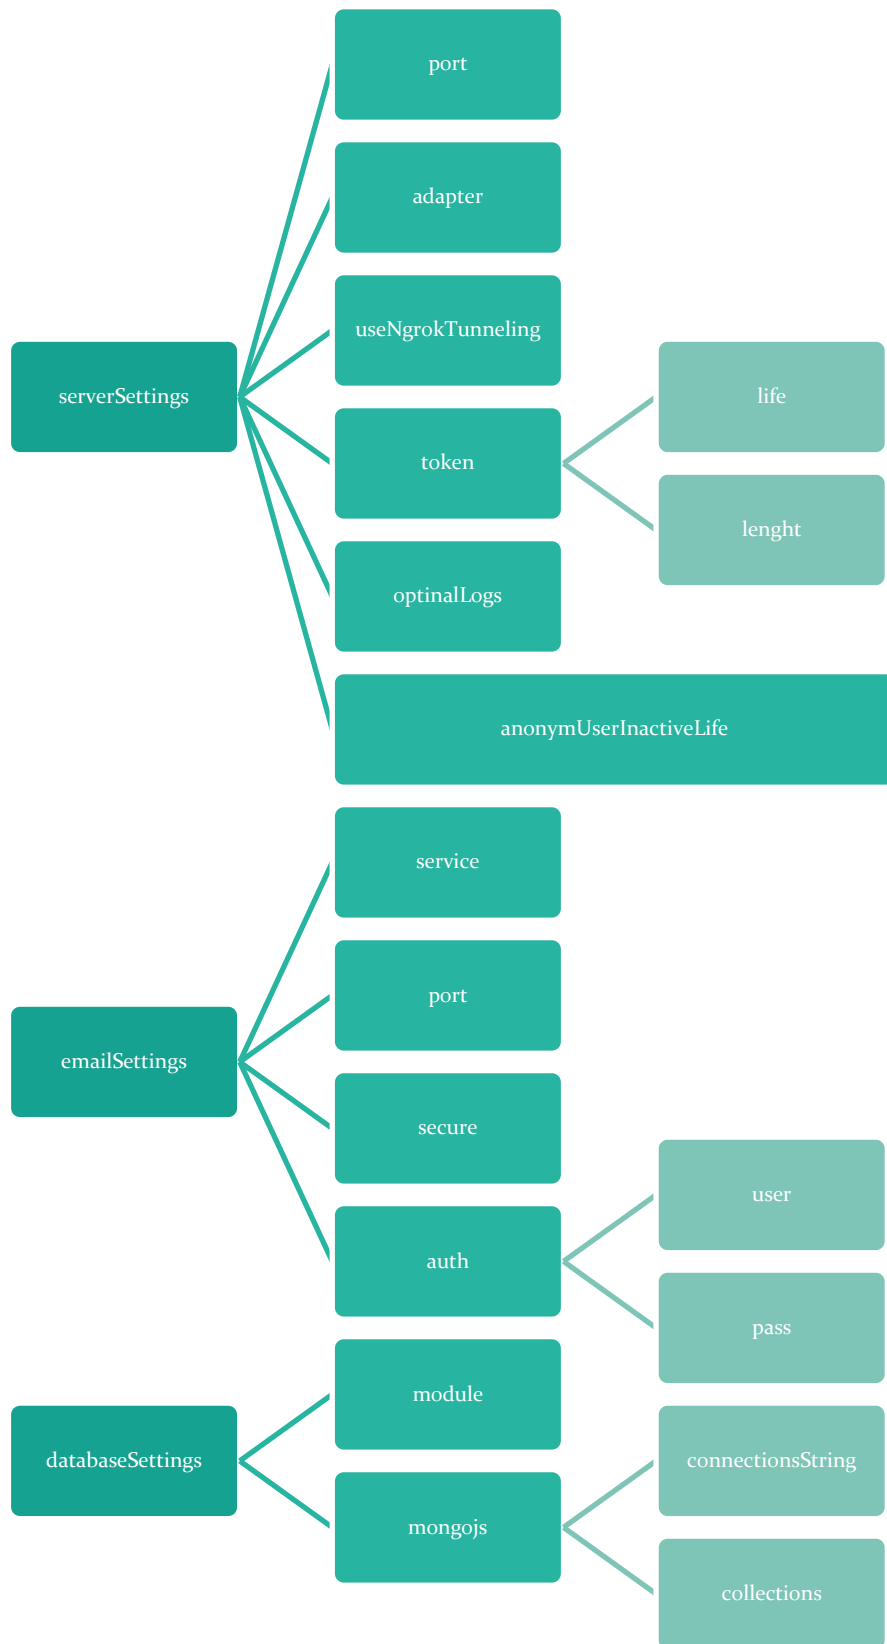 port
adapter
useNgrokTunneling
serverSettings
life
token
lenght
optinalLogs
anonymUserInactiveLife
service
port
emailSettings
secure
user
auth
pass
module
databaseSettings
connectionsString
mongojs
collections